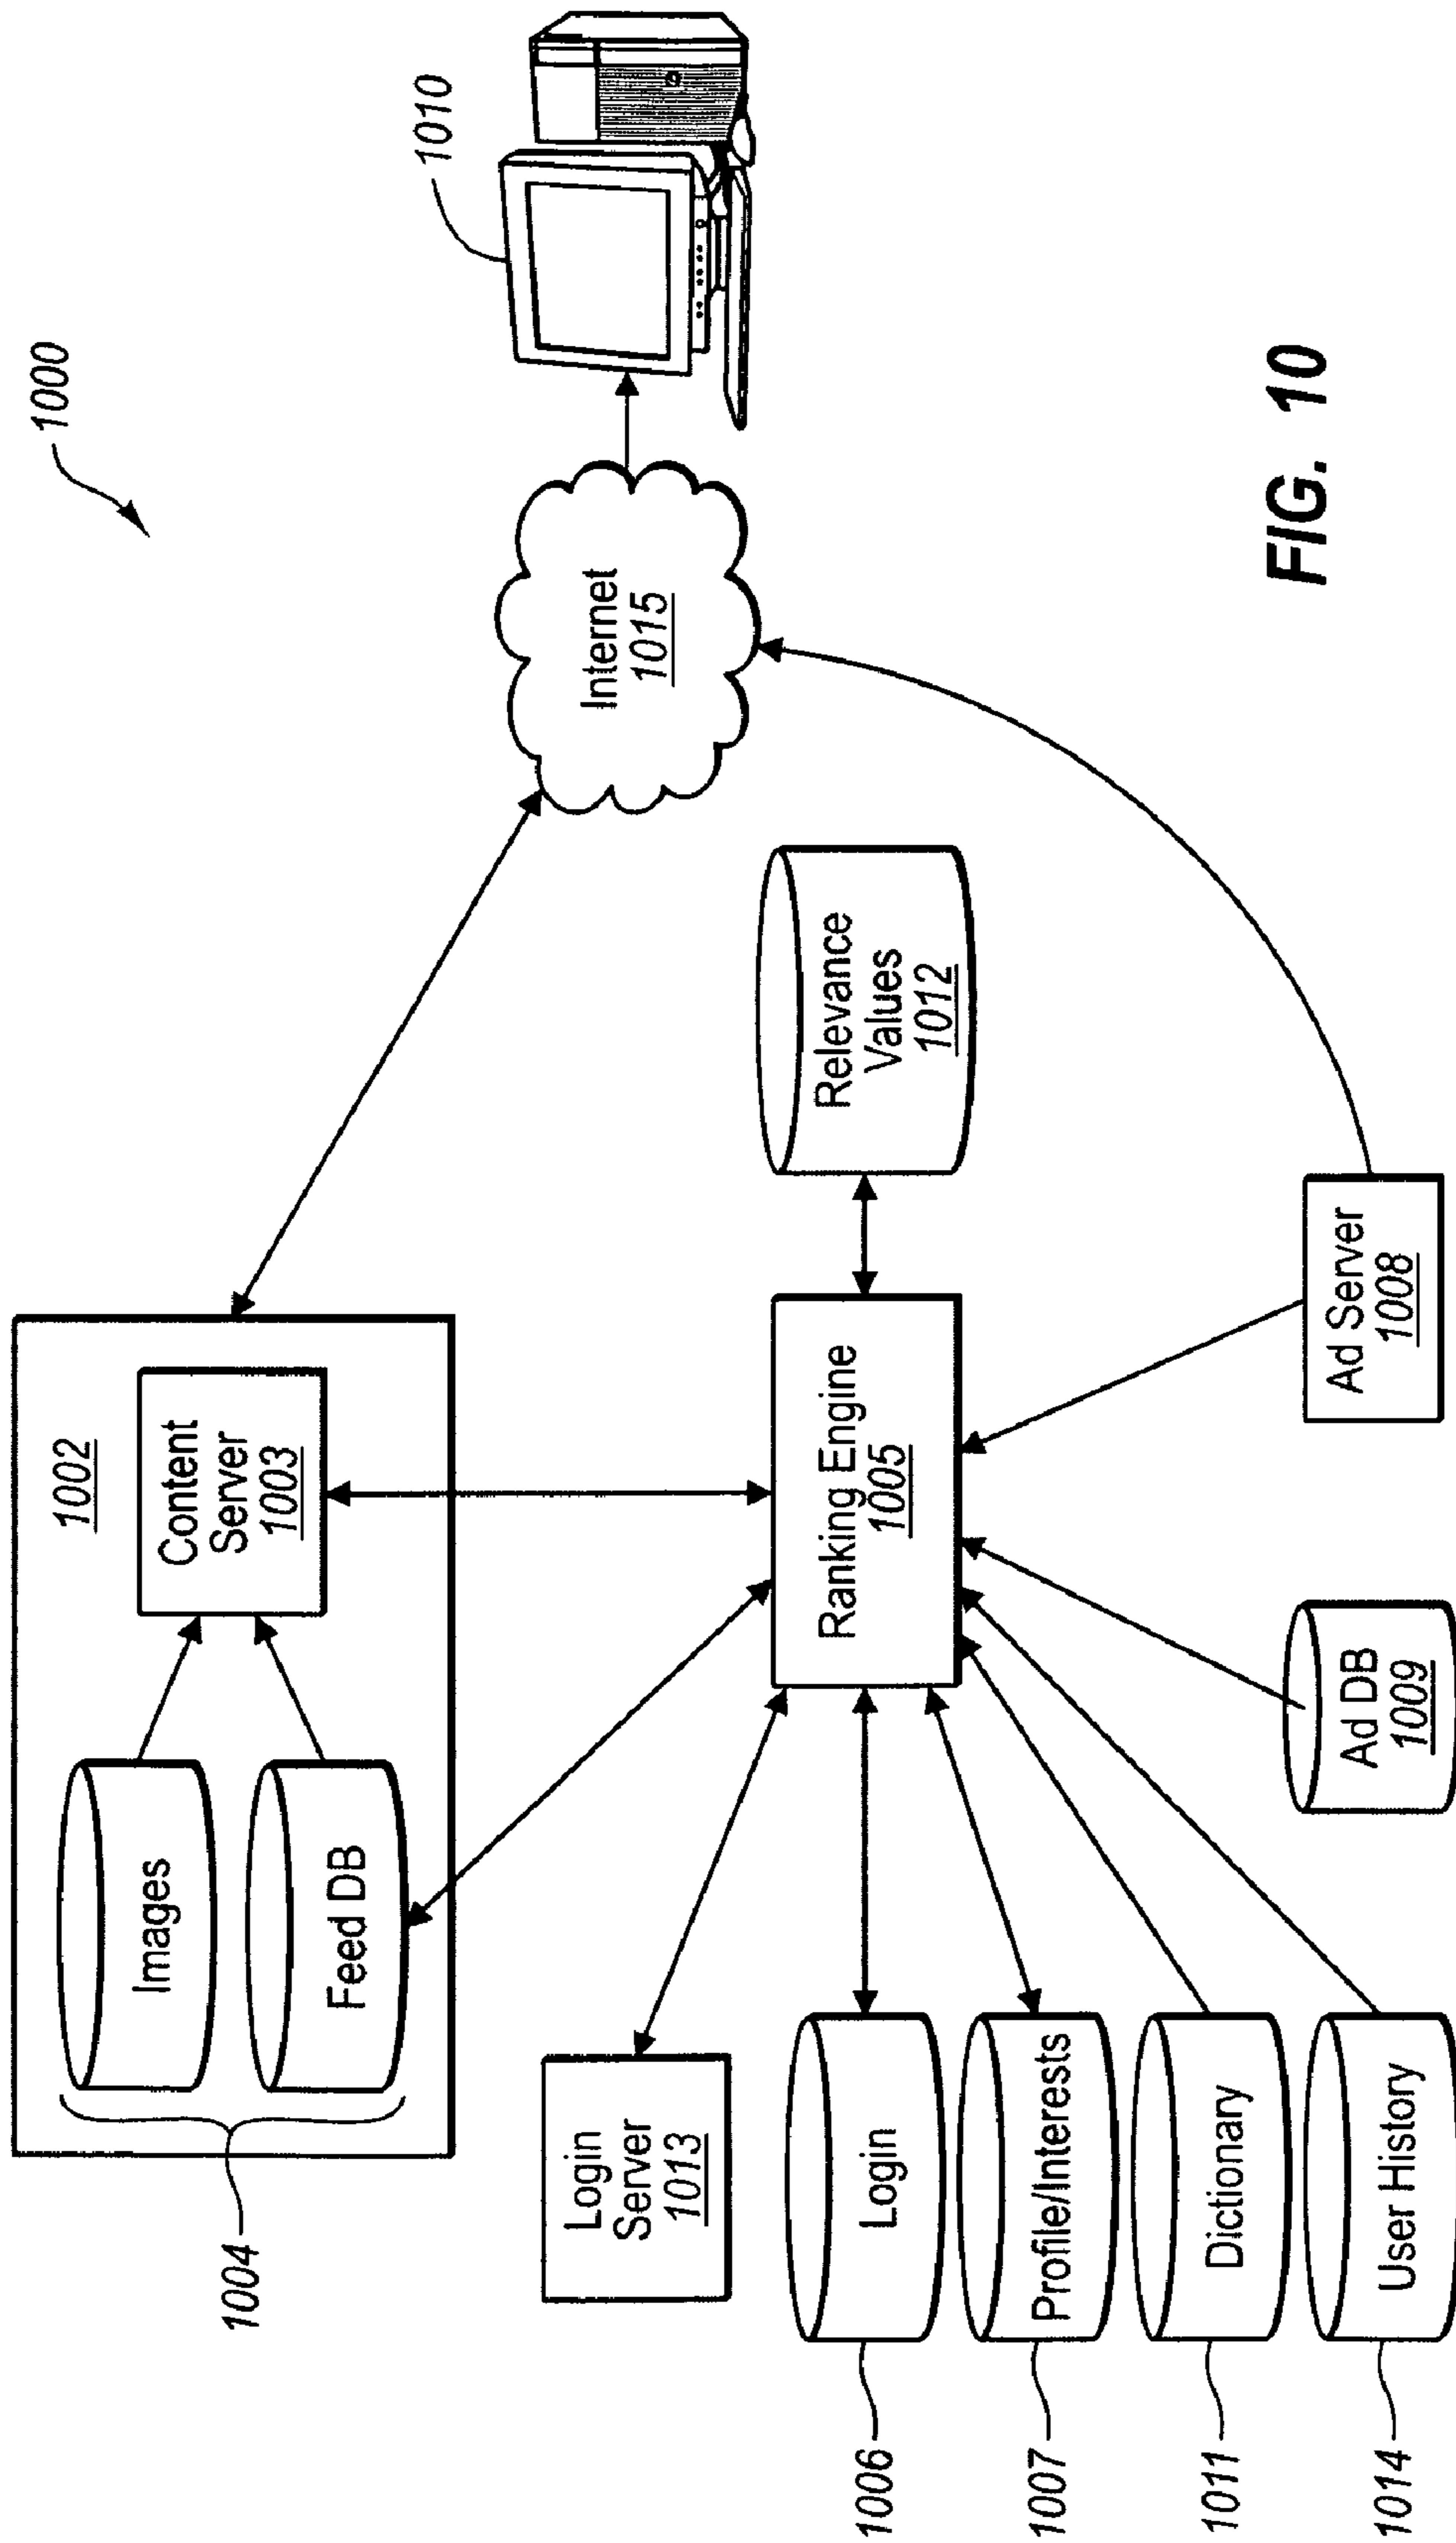 1000
1002
Images
Feed DB
1004
Content
Server
1003
1010
Internet
1015
Login
Server
1013
1006
Login
1007
Profile/Interests
1011
Dictionary
1014
User History
Ranking Engine
1005
Relevance
Values
1012
Ad DB
1009
Ad Server
1008
FIG. 10